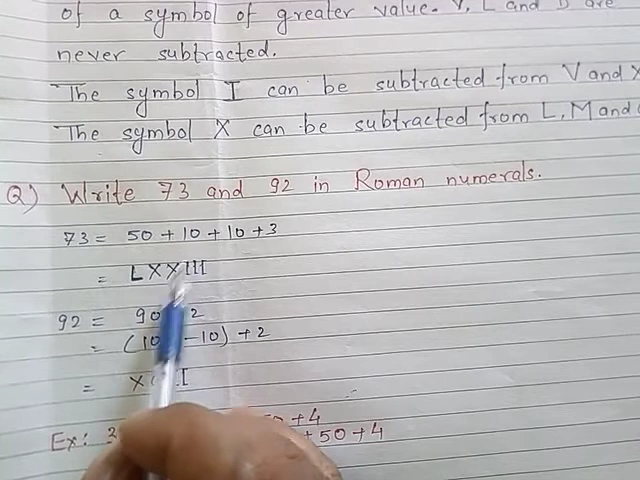 of a symbol of greater value. V, L and D are
never subtracted.
The symbol I can be subtracted from V and X
The symbol X can be subtracted from L, M and
Q) Write 73 and 92 in Roman numerals.
73 = 50 + 10 + 10 + 3
= LXXIII
92 = 90 2
= (10 - 10) + 2
= X I
Ex: 3 + 4
+ 50 + 4